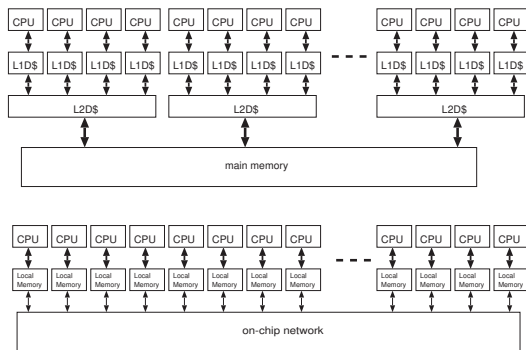 CPU CPU CPU CPU CPU CPU CPU CPU CPU CPU CPU CPU
L1D$ L1D$ L1D$ L1D$ L1D$ L1D$ L1D$ L1D$ L1D$ L1D$ L1D$ L1D$
L2D$ L2D$ L2D$
main memory
CPU CPU CPU CPU CPU CPU CPU CPU CPU CPU CPU CPU
Local Local Local Local Local Local Local Local Local Local Local Local
Memory Memory Memory Memory Memory Memory Memory Memory Memory Memory Memory Memory
on-chip network